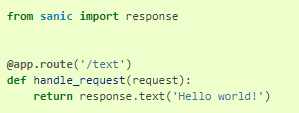 from sanic import response
@app.route('/text')
def handle_request(request):
    return response.text('Hello world!')